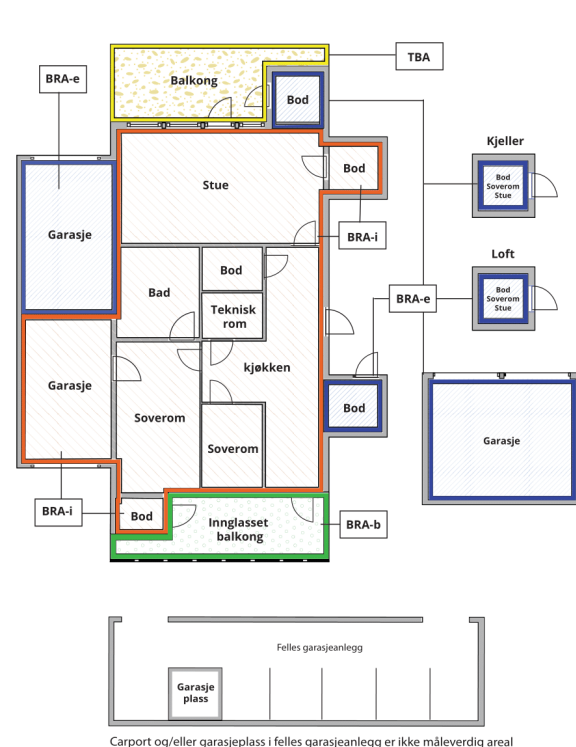 TBA
BRA-e
Balkong
Bod
Kjeller
Stue
Bod
Bod
Soverom
Stue
Garasje
BRA-i
Loft
Bod
Bad
Bod
Soverom
Stue
BRA-e
Teknisk
rom
kjøkken
Garasje
Bod
Soverom
Garasje
Soverom
BRA-i
Bod
Innglasset
balkong
BRA-b
Felles garasjeanlegg
Garasje
plass
Carport og/eller garasjeplass i felles garasjeanlegg er ikke måleverdig areal